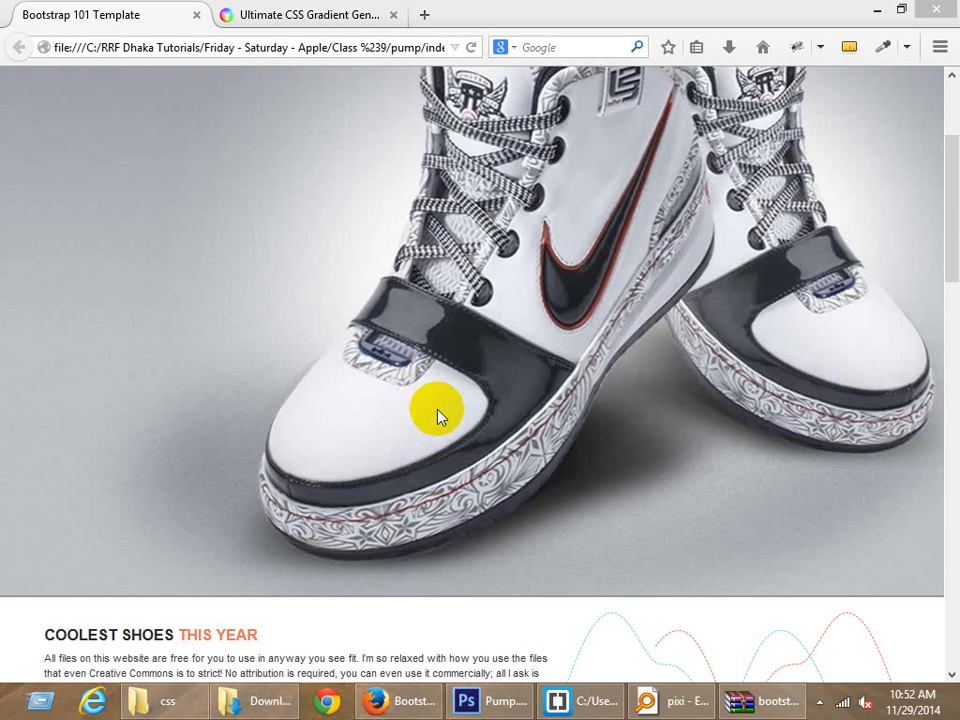 Bootstrap 101 Template
Ultimate CSS Gradient Gen...
file:///C:/RRF Dhaka Tutorials/Friday - Saturday - Apple/Class %239/pump/inde
Google
COOLEST SHOES THIS YEAR
All files on this website are free for you to use in anyway you see fit. I'm so relaxed with how you use the files
that even Creative Commons is to strict! No attribution is required, you can even use it commercially; all I ask is
css
Downl...
Bootst...
Ps
Pump....
C:/Use...
pixi - E...
bootst...
10:52 AM
11/29/2014